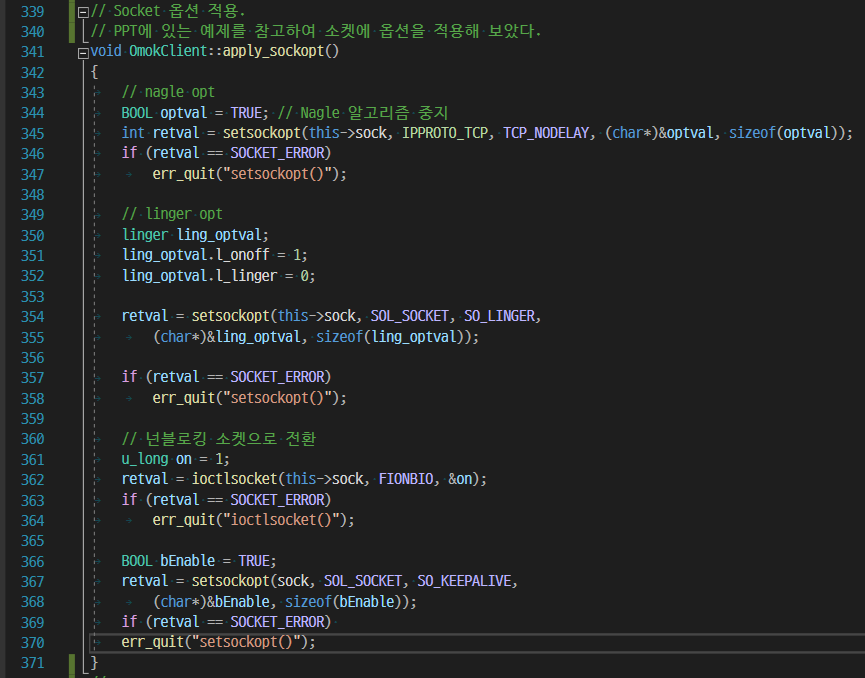 339 // Socket 옵션 적용.
340 // PPT에 있는 예제를 참고하여 소켓에 옵션을 적용해 보았다.
341 void OmokClient::apply_sockopt()
342 {
343 // nagle opt
344 BOOL optval = TRUE; // Nagle 알고리즘 중지
345 int retval = setsockopt(this->sock, IPPROTO_TCP, TCP_NODELAY, (char*)&optval, sizeof(optval));
346 if (retval == SOCKET_ERROR)
347 err_quit("setsockopt()");
348
349 // linger opt
350 linger ling_optval;
351 ling_optval.l_onoff = 1;
352 ling_optval.l_linger = 0;
353
354 retval = setsockopt(this->sock, SOL_SOCKET, SO_LINGER,
355 (char*)&ling_optval, sizeof(ling_optval));
356
357 if (retval == SOCKET_ERROR)
358 err_quit("setsockopt()");
359
360 // 넌블로킹 소켓으로 전환
361 u_long on = 1;
362 retval = ioctlsocket(this->sock, FIONBIO, &on);
363 if (retval == SOCKET_ERROR)
364 err_quit("ioctlsocket()");
365
366 BOOL bEnable = TRUE;
367 retval = setsockopt(sock, SOL_SOCKET, SO_KEEPALIVE,
368 (char*)&bEnable, sizeof(bEnable));
369 if (retval == SOCKET_ERROR)
370 err_quit("setsockopt()");
371 }